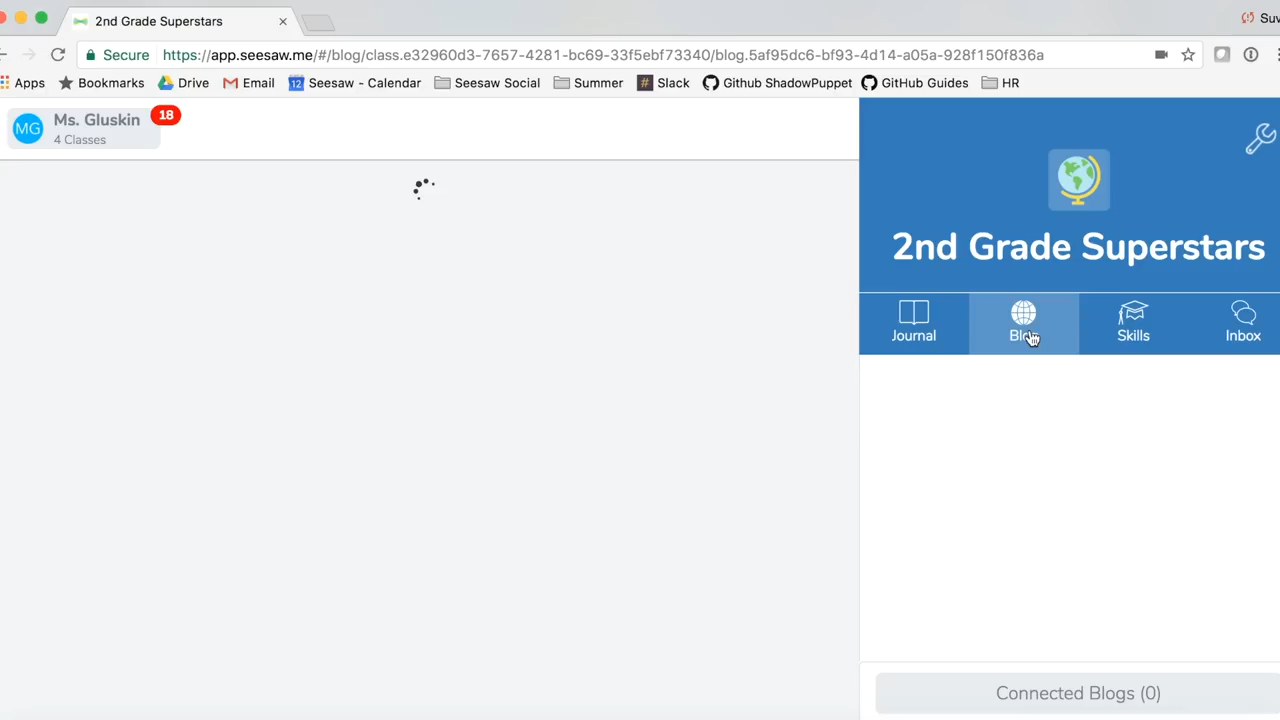 2nd Grade Superstars
Suv
Secure https://app.seesaw.me/#/blog/class.e32960d3-7657-4281-bc69-33f5ebf73340/blog.5af95dc6-bf93-4d14-a05a-928f150f836a
Apps Bookmarks Drive Email 12 Seesaw - Calendar Seesaw Social Summer # Slack Github ShadowPuppet GitHub Guides HR
MG Ms. Gluskin 18
4 Classes
2nd Grade Superstars
Journal Blog Skills Inbox
Connected Blogs (0)